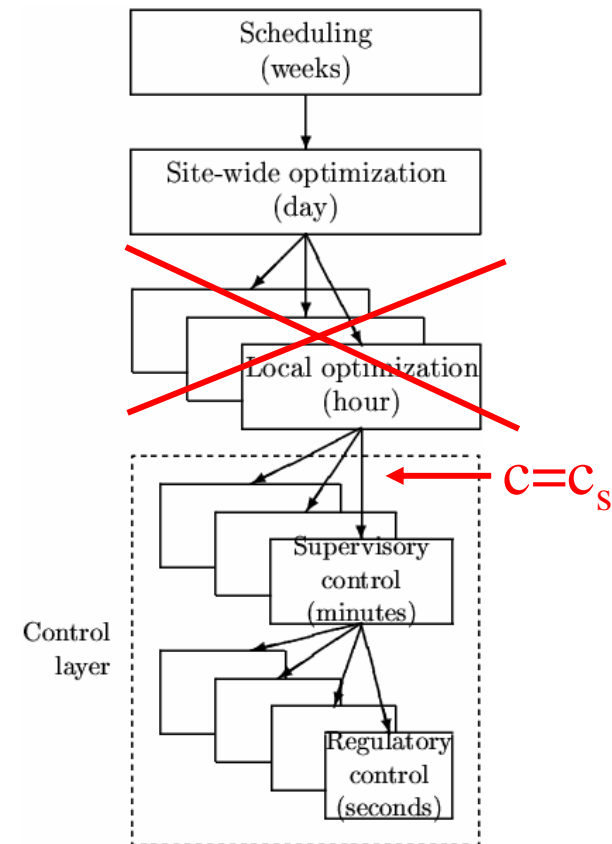 Scheduling
(weeks)
Site-wide optimization
(day)
Local optimization
(hour)
c=cs
Supervisory
control
(minutes)
Control
layer
Regulatory
control
(seconds)